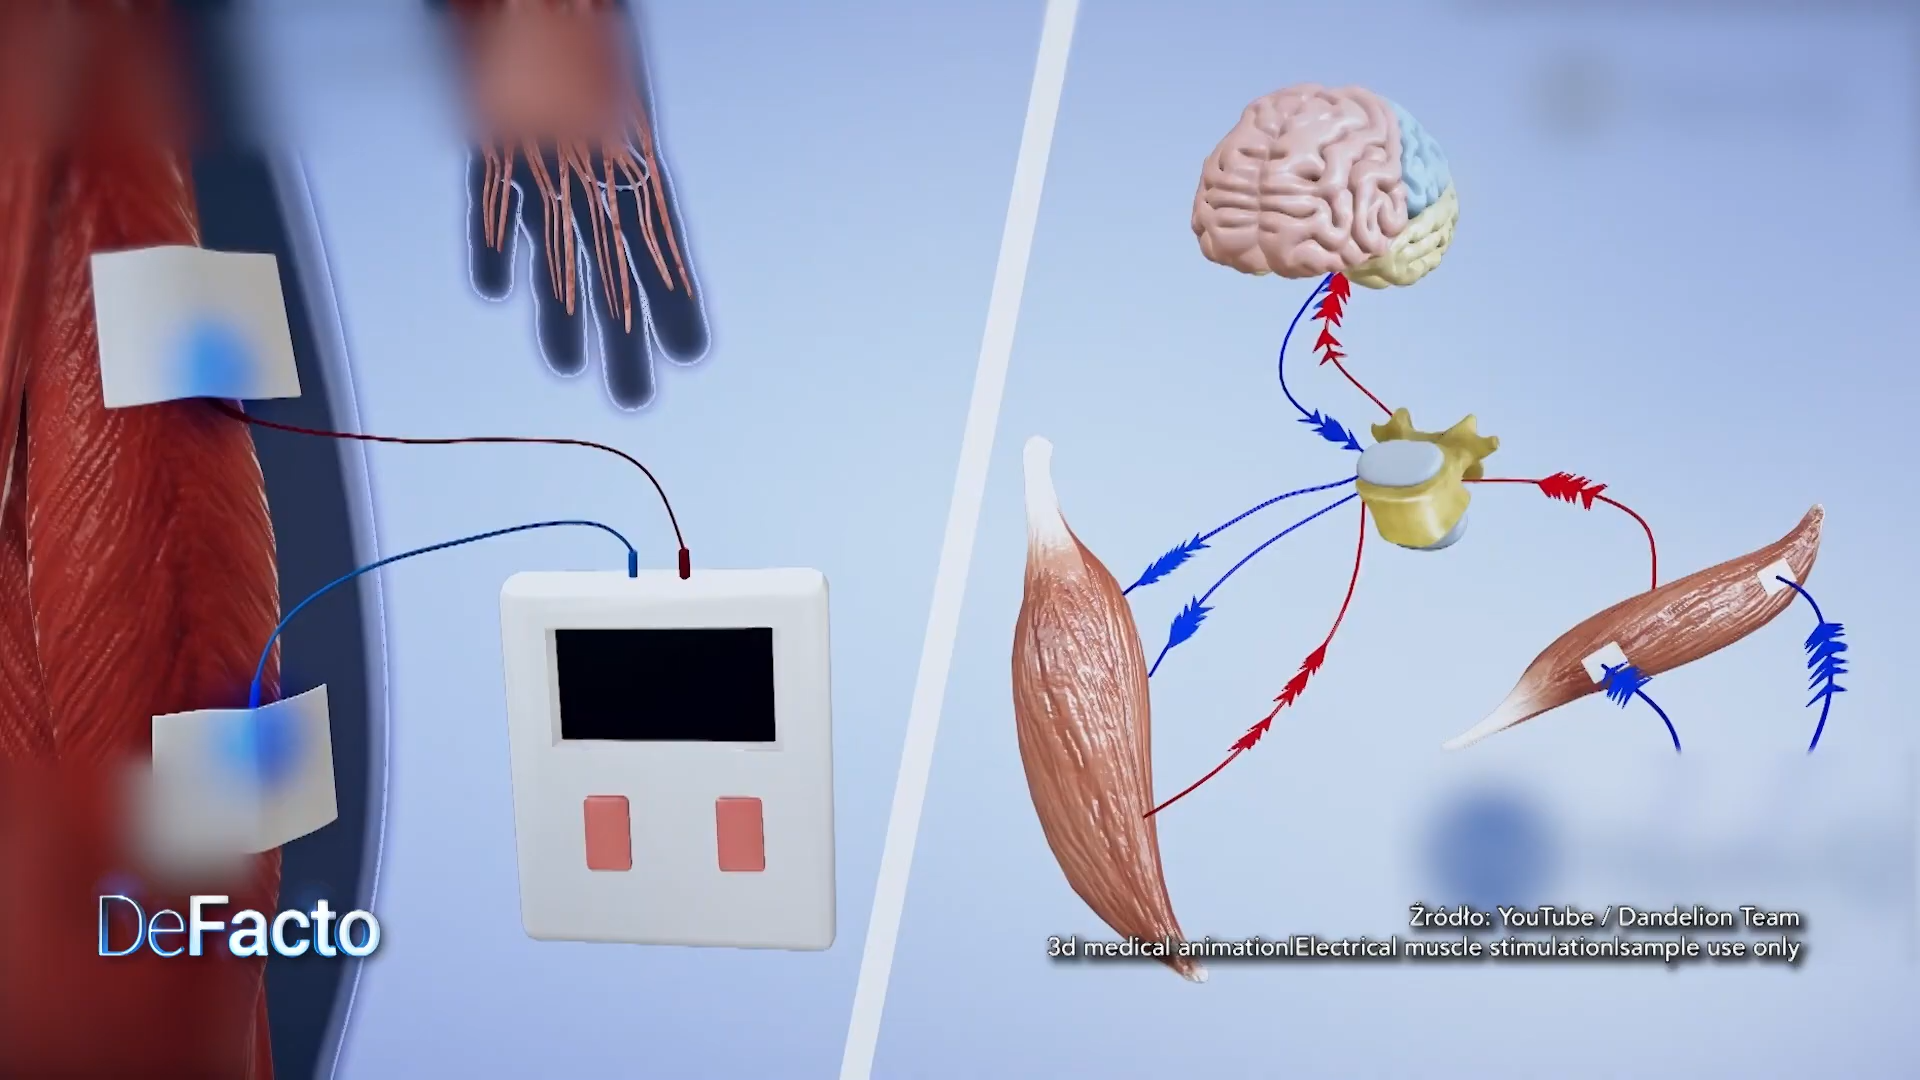 DeFacto
Źródło: YouTube / Dandelion Team
3d medical animation|Electrical muscle stimulation|sample use only